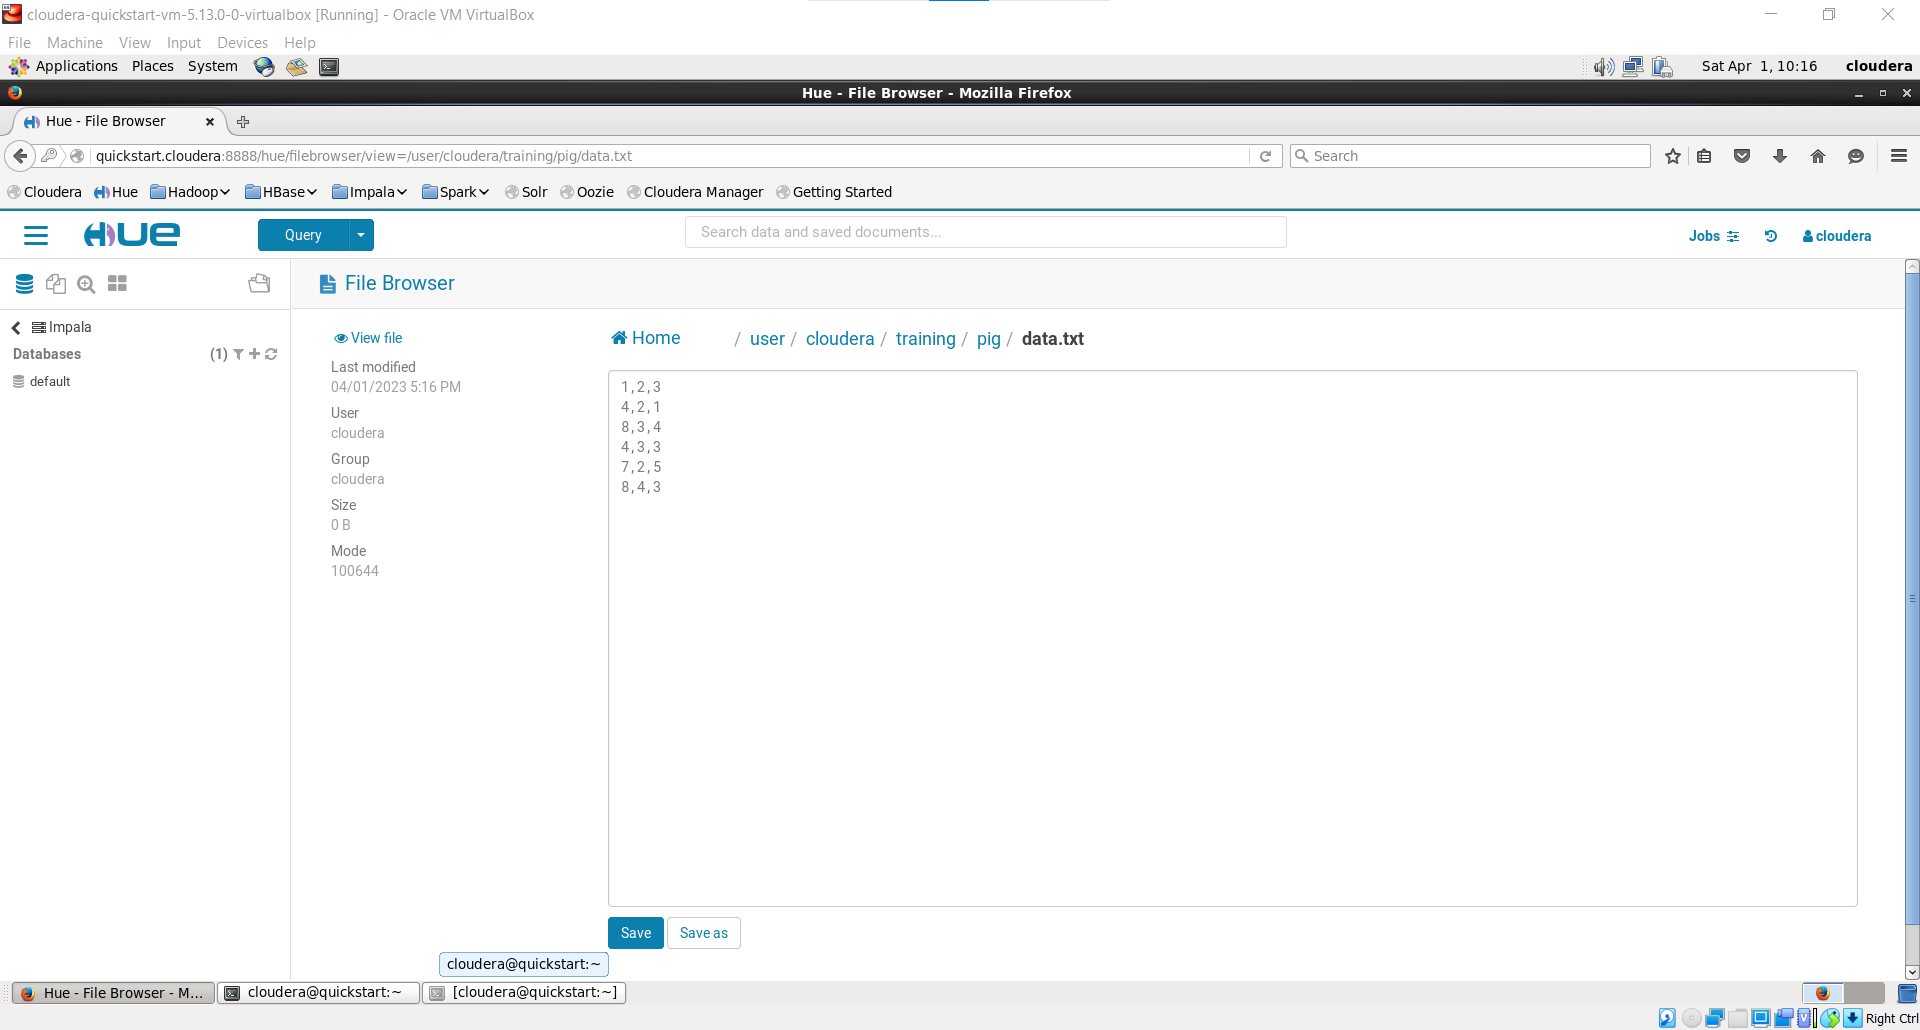 cloudera-quickstart-vm-5.13.0-0-virtualbox [Running] - Oracle VM VirtualBox
File Machine View Input Devices Help
Applications Places System Sat Apr 1, 10:16 cloudera
Hue - File Browser - Mozilla Firefox
Hue - File Browser
quickstart.cloudera:8888/hue/filebrowser/view=/user/cloudera/training/pig/data.txt Search
Cloudera Hue Hadoop HBase Impala Spark Solr Oozie Cloudera Manager Getting Started
HUE Query Search data and saved documents... Jobs cloudera
File Browser
Impala
Databases (1)
default
View file
Last modified
04/01/2023 5:16 PM
User
cloudera
Group
cloudera
Size
0 B
Mode
100644
Home / user / cloudera / training / pig / data.txt
1,2,3
4,2,1
8,3,4
4,3,3
7,2,5
8,4,3
Save Save as
cloudera@quickstart:~
Hue - File Browser - M... cloudera@quickstart:~ [cloudera@quickstart:~]
Right Ctrl